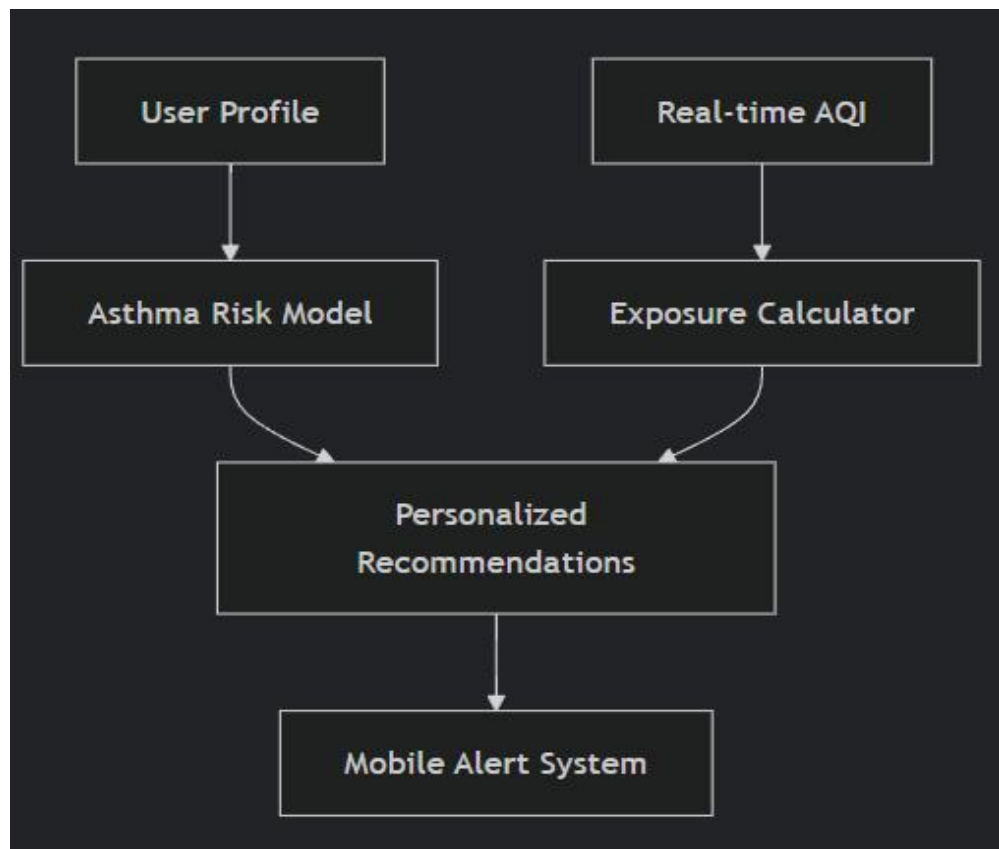 User Profile
Real-time AQI
Asthma Risk Model
Exposure Calculator
Personalized
Recommendations
Mobile Alert System